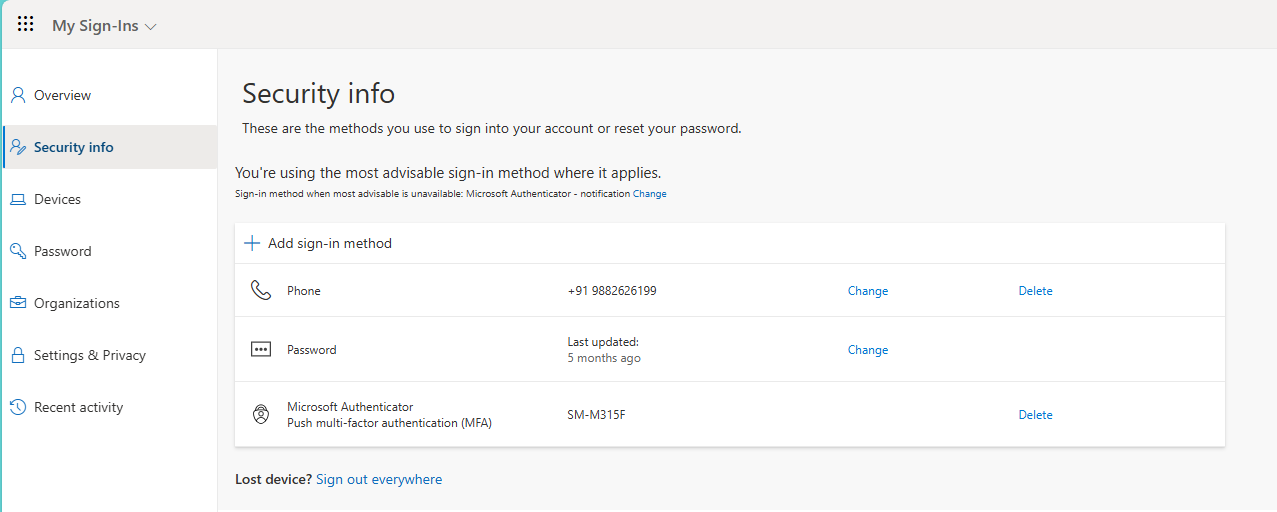 My Sign-Ins
Overview
Security info
Devices
Password
Organizations
Settings & Privacy
Recent activity
Security info
These are the methods you use to sign into your account or reset your password.
You're using the most advisable sign-in method where it applies.
Sign-in method when most advisable is unavailable: Microsoft Authenticator - notification Change
Add sign-in method
Phone +91 9882626199 Change Delete
Password Last updated: Change
5 months ago
Microsoft Authenticator
Push multi-factor authentication (MFA) SM-M315F Delete
Lost device? Sign out everywhere